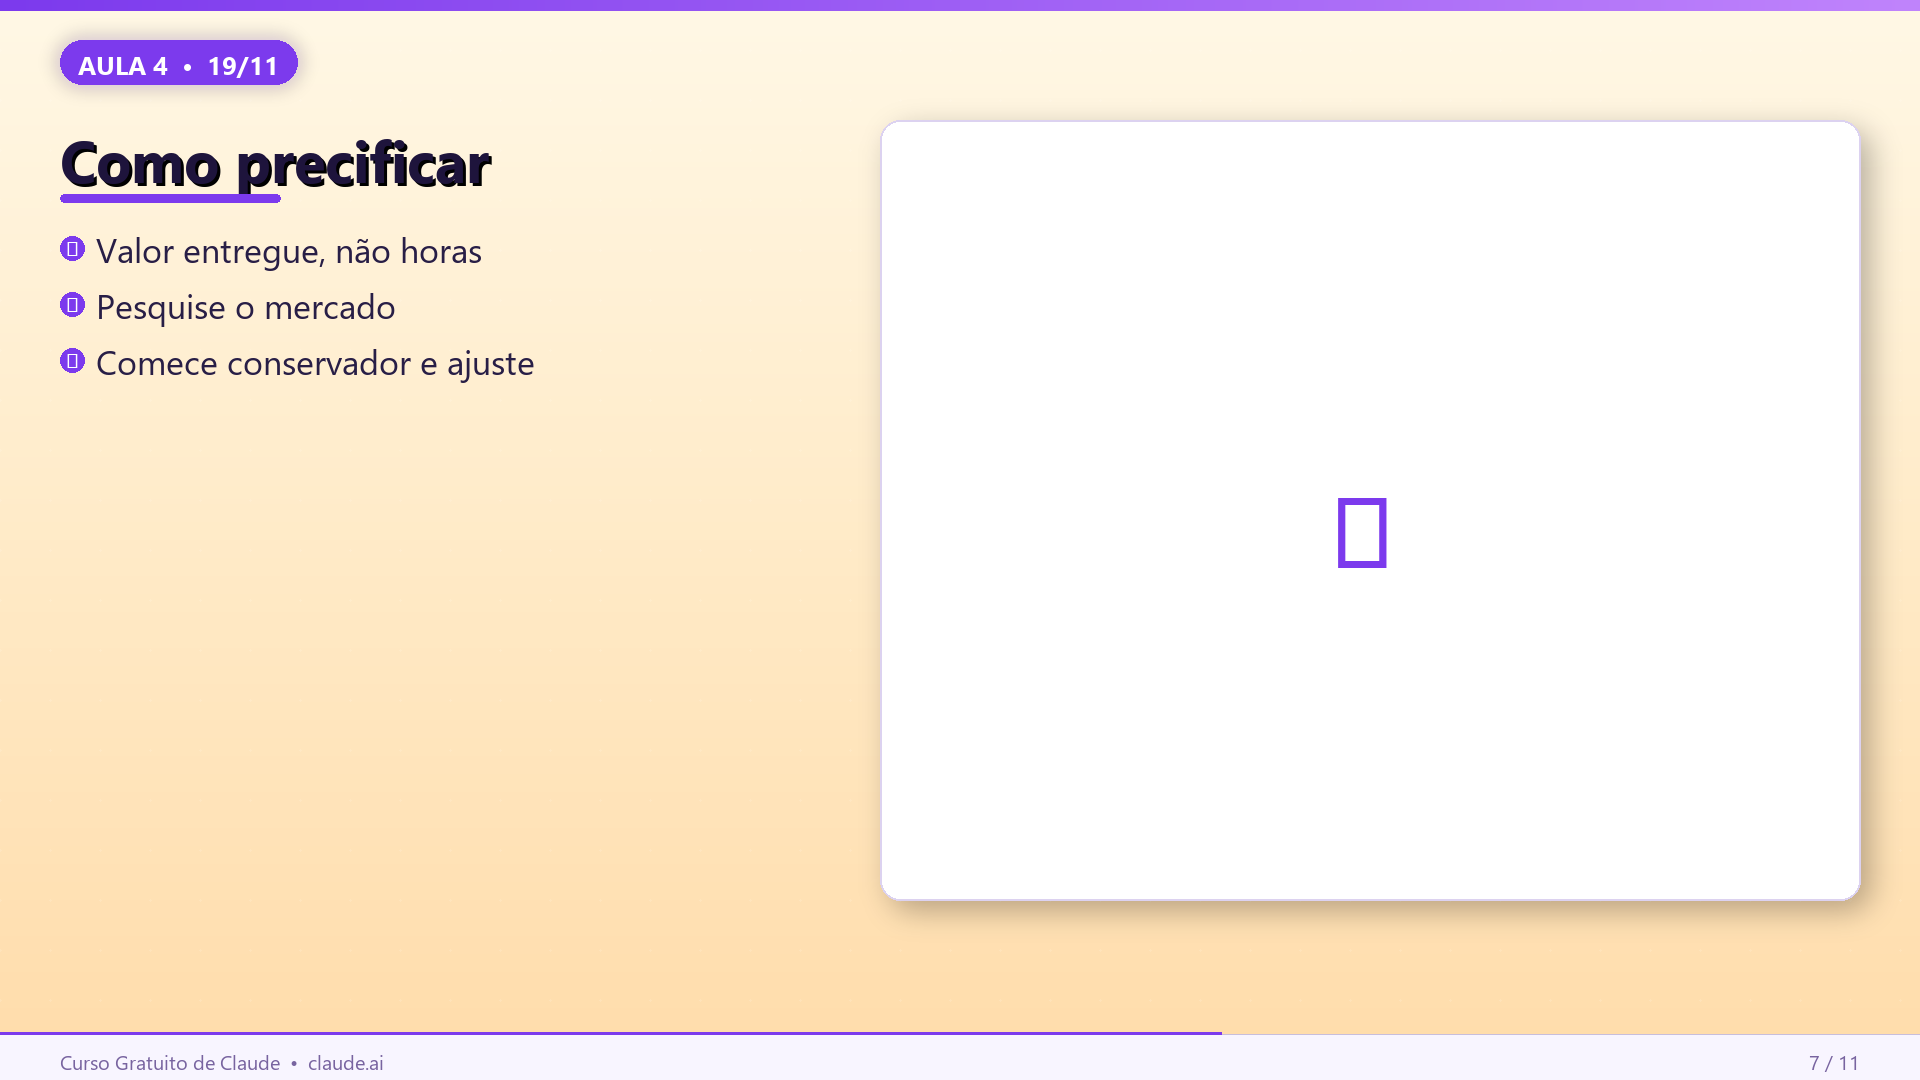 AULA 4 • 19/11
Como precificar
Valor entregue, não horas
Pesquise o mercado
Comece conservador e ajuste
Curso Gratuito de Claude • claude.ai
7 / 11